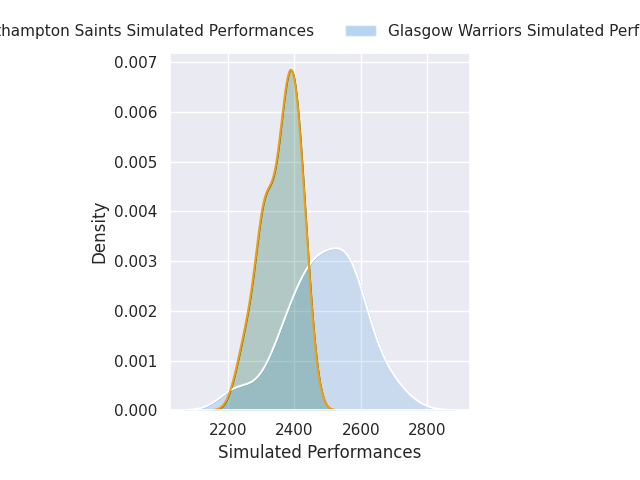 hampton Saints Simulated Performances Glasgow Warriors Simulated Perf
0.007
0.006
0.005
0.004
0.003
0.002
0.001
0.000
Density
2200 2400 2600 2800
Simulated Performances